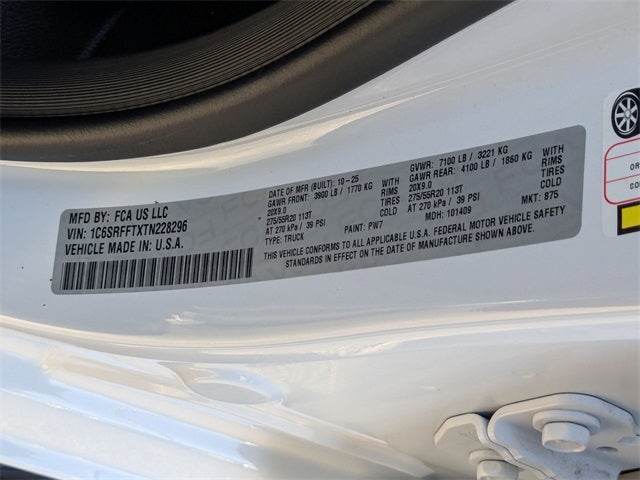 MFD BY: FCA US LLC
VIN: 1C6SRFFTXTN228296
VEHICLE MADE IN: U.S.A.
DATE OF MFR (BUILT): 10-25
GAWR FRONT: 3900 LB / 1770 KG WITH
20X9.0 RIMS
275/55R20 113T TIRES
AT 270 kPa / 39 PSI COLD
TYPE: TRUCK PAINT: PW7
GVWR: 7100 LB / 3221 KG
GAWR REAR: 4100 LB / 1860 KG WITH
20X9.0 RIMS
275/55R20 113T TIRES
AT 270 kPa / 39 PSI COLD
MDH: 101409 MKT: 875
THIS VEHICLE CONFORMS TO ALL APPLICABLE U.S.A. FEDERAL MOTOR VEHICLE SAFETY
STANDARDS IN EFFECT ON THE DATE OF MANUFACTURE SHOWN ABOVE.
OR
CO